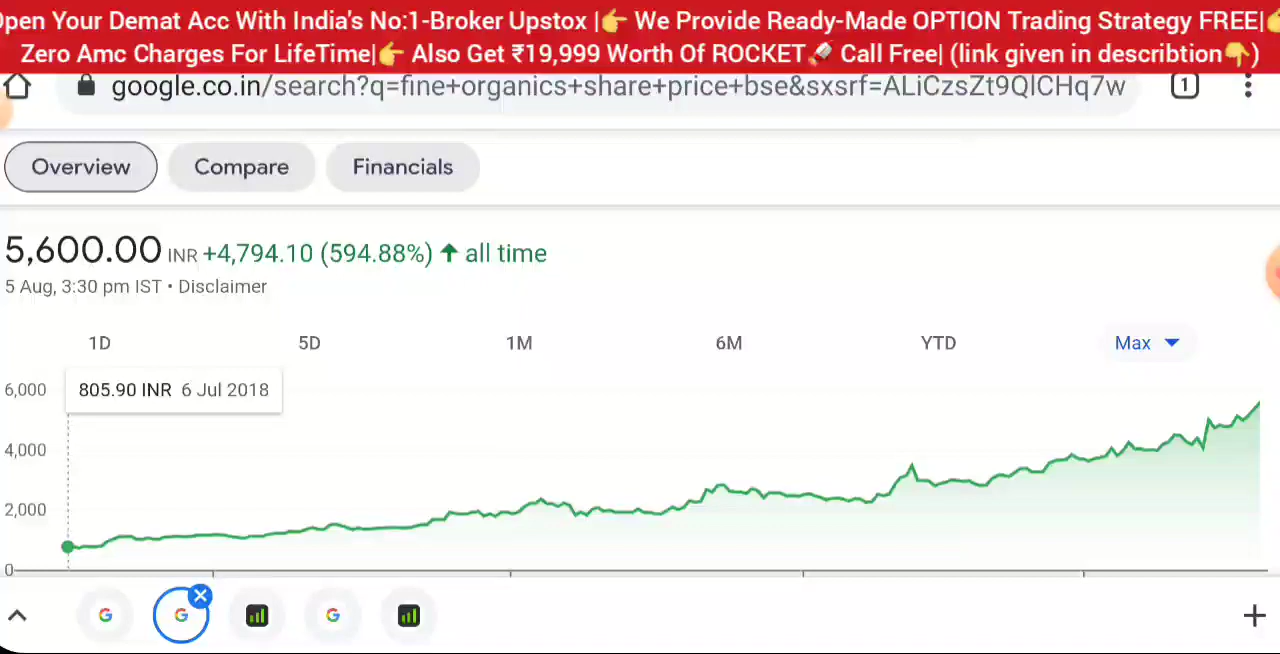 Open Your Demat Acc With India's No:1-Broker Upstox |👉 We Provide Ready-Made OPTION Trading Strategy FREE|👉
Zero Amc Charges For LifeTime|👉 Also Get ₹19,999 Worth Of ROCKET🚀 Call Free| (link given in describtion👇)
google.co.in/search?q=fine+organics+share+price+bse&sxsrf=ALiCzsZt9QlCHq7w
1
Overview Compare Financials
5,600.00 INR +4,794.10 (594.88%) ↑ all time
5 Aug, 3:30 pm IST • Disclaimer
1D 5D 1M 6M YTD Max
6,000
805.90 INR 6 Jul 2018
4,000
2,000
0